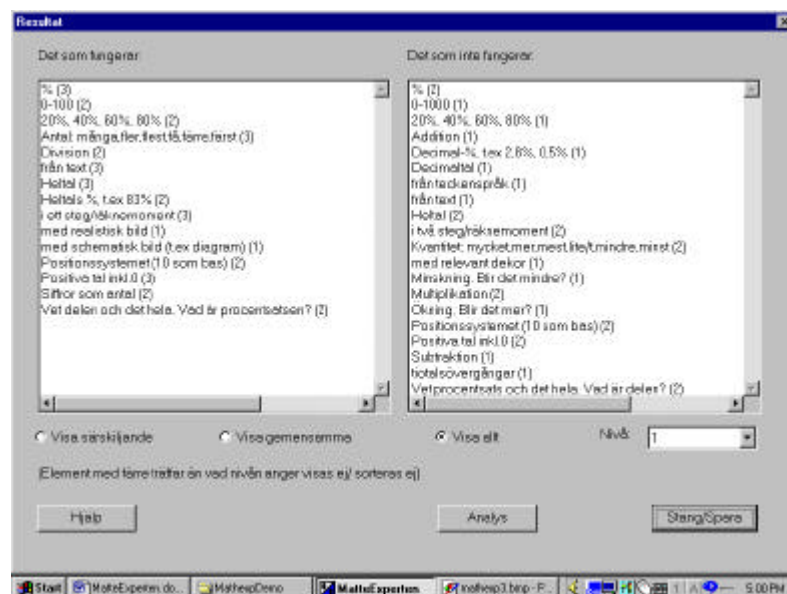 Resultat
Det som fungerar:
% (3)
0-100 (2)
20%, 40%, 60%, 80% (2)
Antal: många,fler,flest,få,färre,färst (3)
Division (2)
från text (3)
Heltal (3)
Heltals %, t.ex 83% (2)
i ett steg/räknemoment (3)
med realistisk bild (1)
med schematisk bild (t.ex diagram) (1)
Positionssystemet (10 som bas) (2)
Positiva tal inkl.0 (3)
Siffror som antal (2)
Vet delen och det hela. Vad är procentsatsen? (2)
Det som inte fungerar:
% (2)
0-1000 (1)
20%, 40%, 60%, 80% (1)
Addition (1)
Decimal-%, t.ex 2,8%, 0,5% (1)
Decimaltal (1)
från teckenspråk (1)
från text (1)
Heltal (2)
i två steg/räknemoment (2)
Kvantitet: mycket,mer,mest,lite/t,mindre,minst (2)
med relevant dekor (1)
Minskning. Blir det mindre? (1)
Multiplikation (2)
Ökning. Blir det mer? (1)
Positionssystemet (10 som bas) (2)
Positiva tal inkl.0 (2)
Subtraktion (1)
tiotalsövergångar (1)
Vet procentsats och det hela. Vad är delen? (2)
Visa särskiljande
Visa gemensamma
Visa allt
Nivå:
1
(Element med färre träffar än vad nivån anger visas ej/ sorteras ej)
Hjälp
Analys
Stäng/Spara
Start
MatteExperten.do...
MathexpDemo
MatteExperten
mathexp3.bmp - P...
5:00 PM